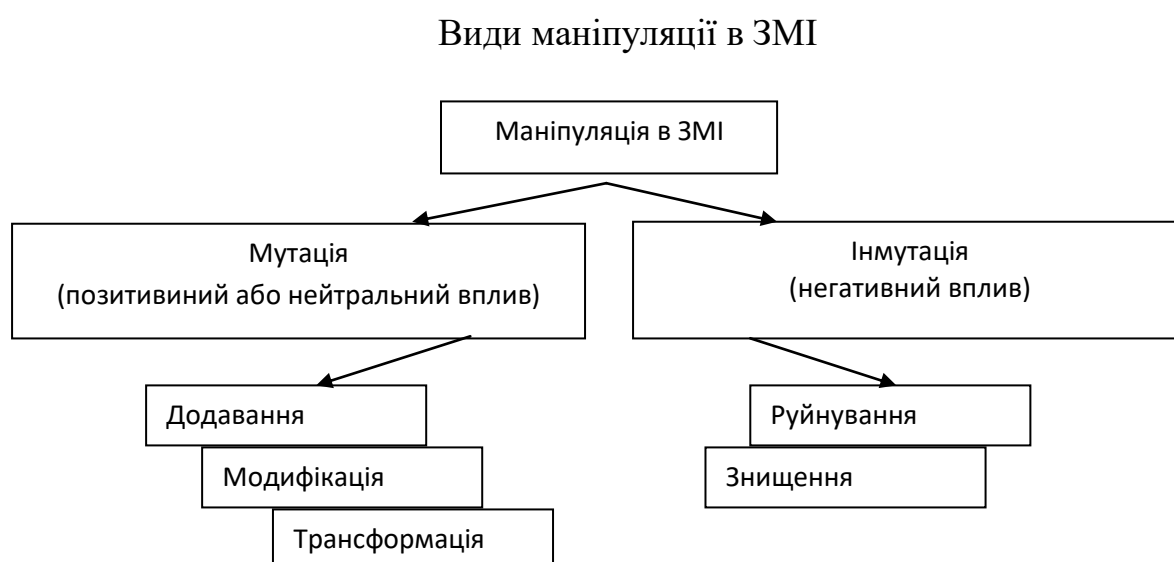 Види маніпуляції в ЗМІ
Маніпуляція в ЗМІ
Мутація
(позитивиний або нейтральний вплив)
Інмутація
(негативний вплив)
Додавання
Модифікація
Трансформація
Руйнування
Знищення